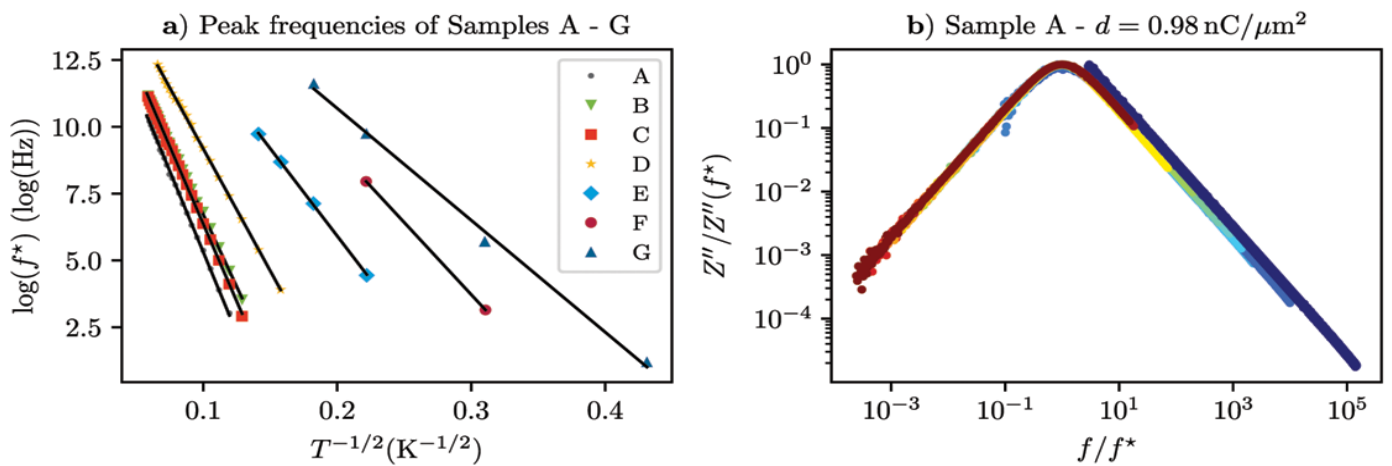 a) Peak frequencies of Samples A - G
12.5
10.0
7.5
5.0
2.5
log(f⋆) (log(Hz))
0.1 0.2 0.3 0.4
T⁻¹/²(K⁻¹/²)
A
B
C
D
E
F
G
b) Sample A - d = 0.98 nC/μm²
10⁰
10⁻¹
10⁻²
10⁻³
10⁻⁴
Z′′/Z′′(f⋆)
10⁻³ 10⁻¹ 10¹ 10³ 10⁵
f/f⋆